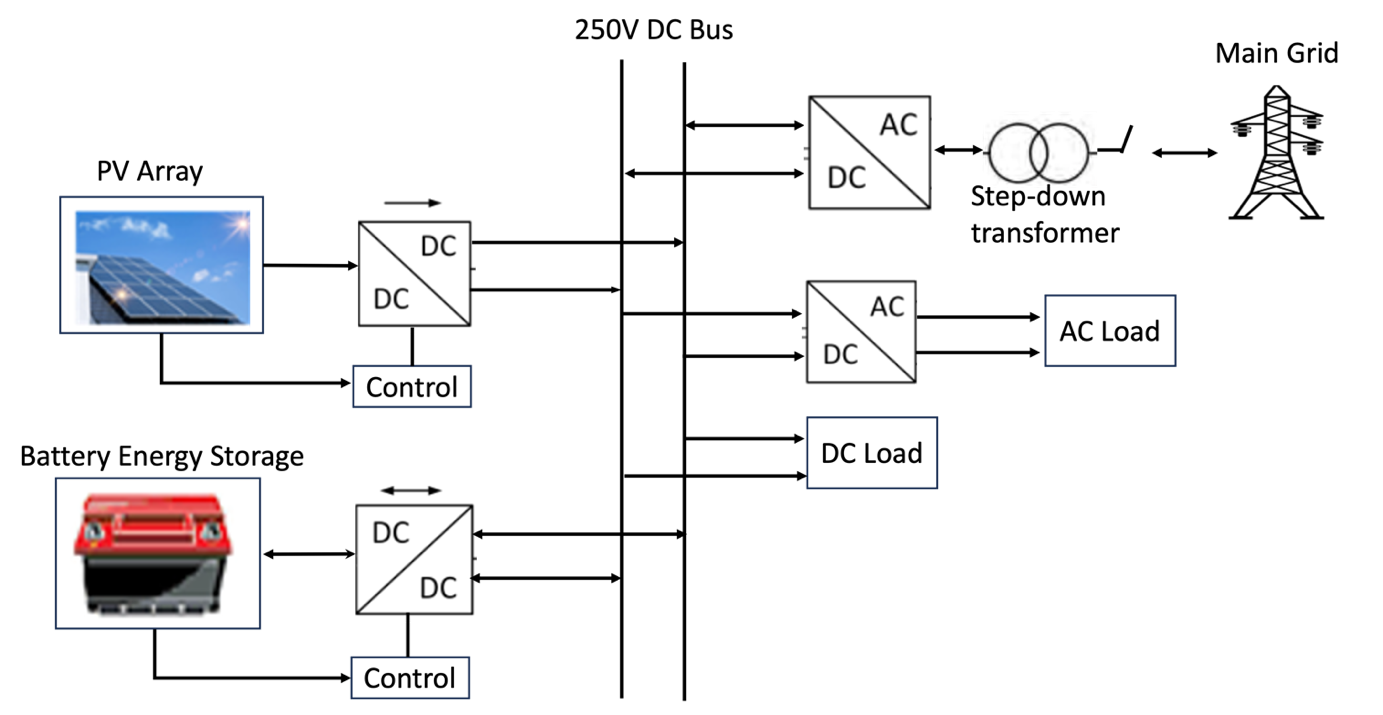 250V DC Bus
Main Grid
AC
DC
Step-down
transformer
PV Array
DC
DC
Control
AC
DC
AC Load
DC Load
Battery Energy Storage
DC
DC
Control